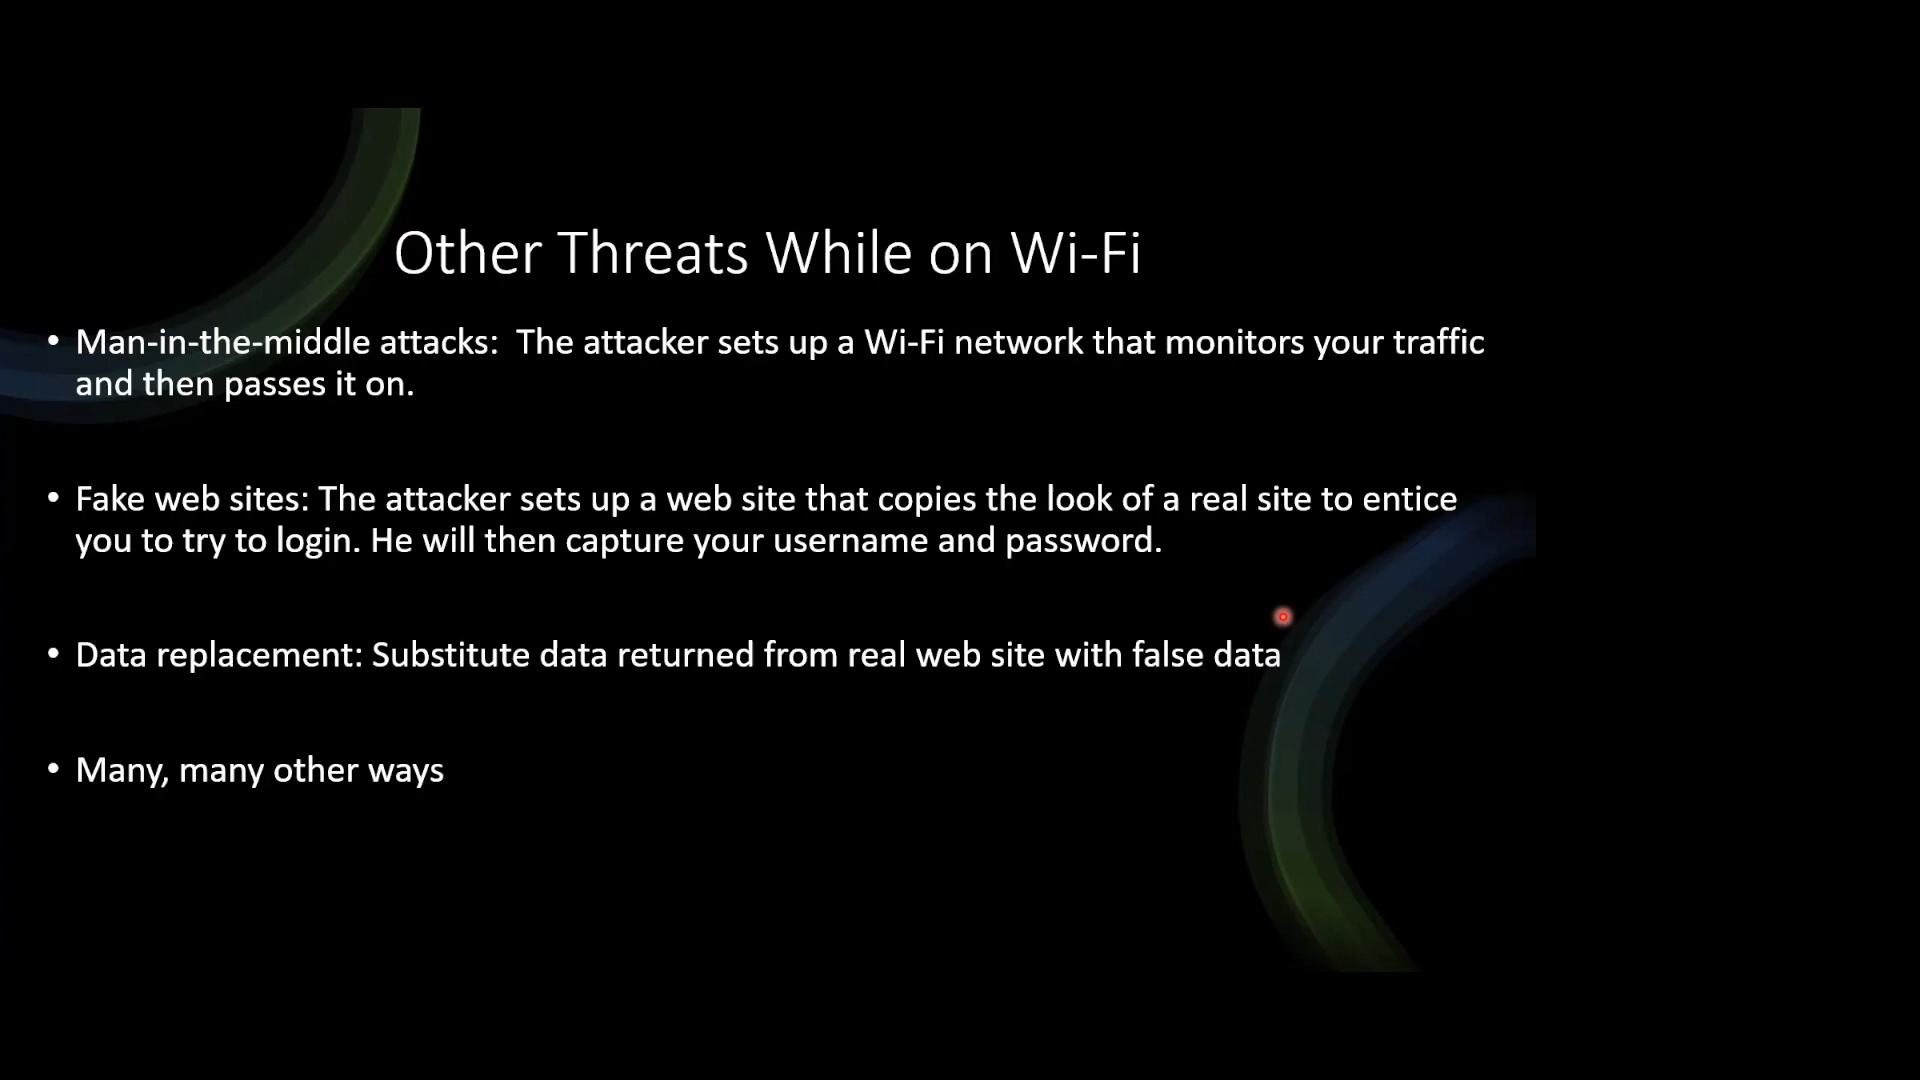 Other Threats While on Wi-Fi
• Man-in-the-middle attacks:  The attacker sets up a Wi-Fi network that monitors your traffic
and then passes it on.
• Fake web sites: The attacker sets up a web site that copies the look of a real site to entice
you to try to login. He will then capture your username and password.
• Data replacement: Substitute data returned from real web site with false data
• Many, many other ways